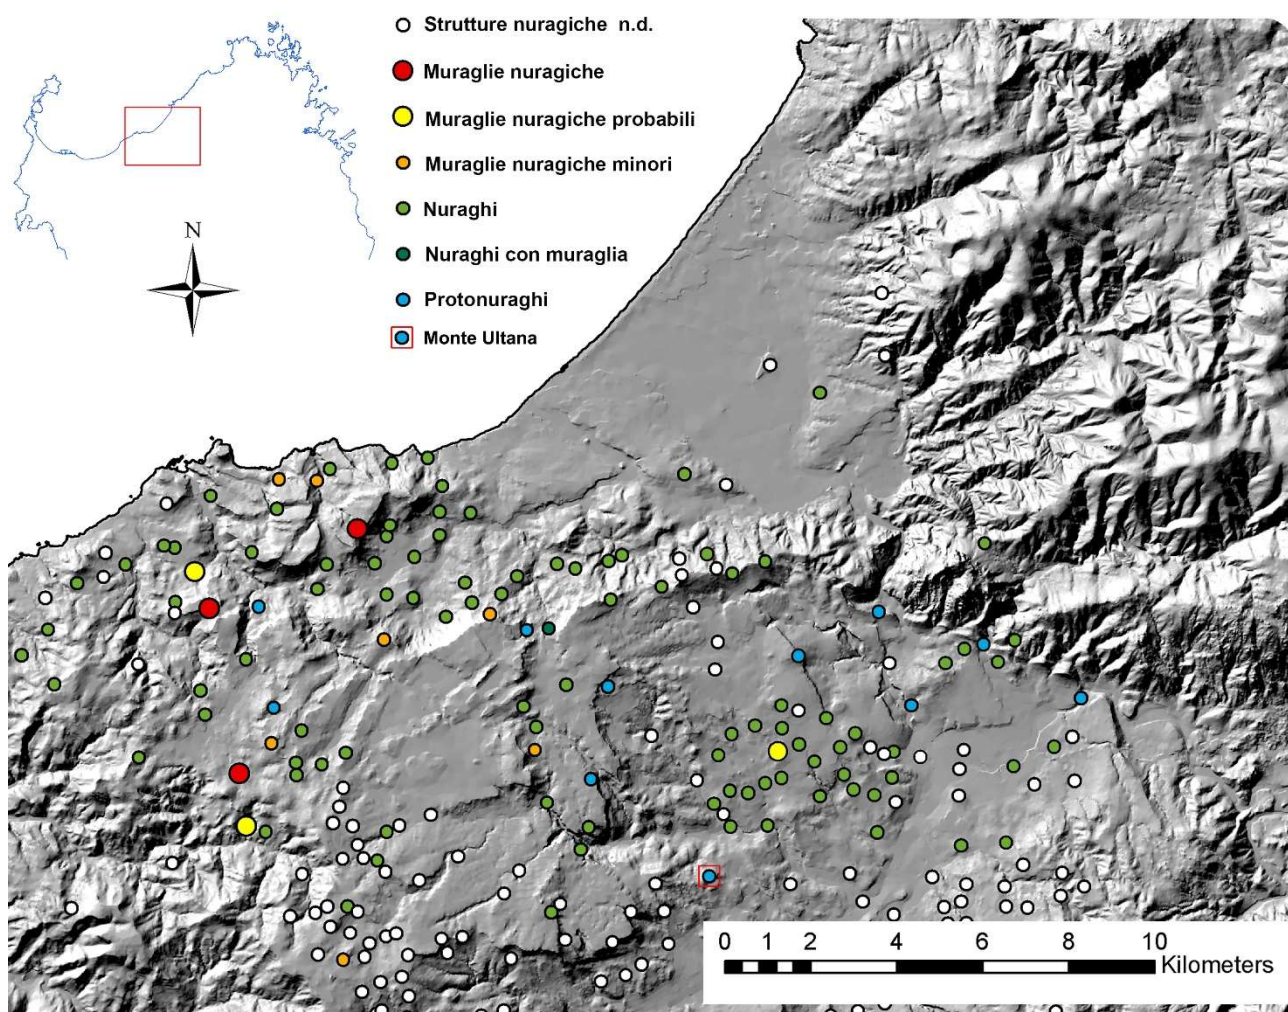 Strutture nuragiche n.d.
Muraglie nuragiche
Muraglie nuragiche probabili
Muraglie nuragiche minori
Nuraghi
Nuraghi con muraglia
Protonuraghi
Monte Ultana
N
0 1 2 4 6 8 10
Kilometers